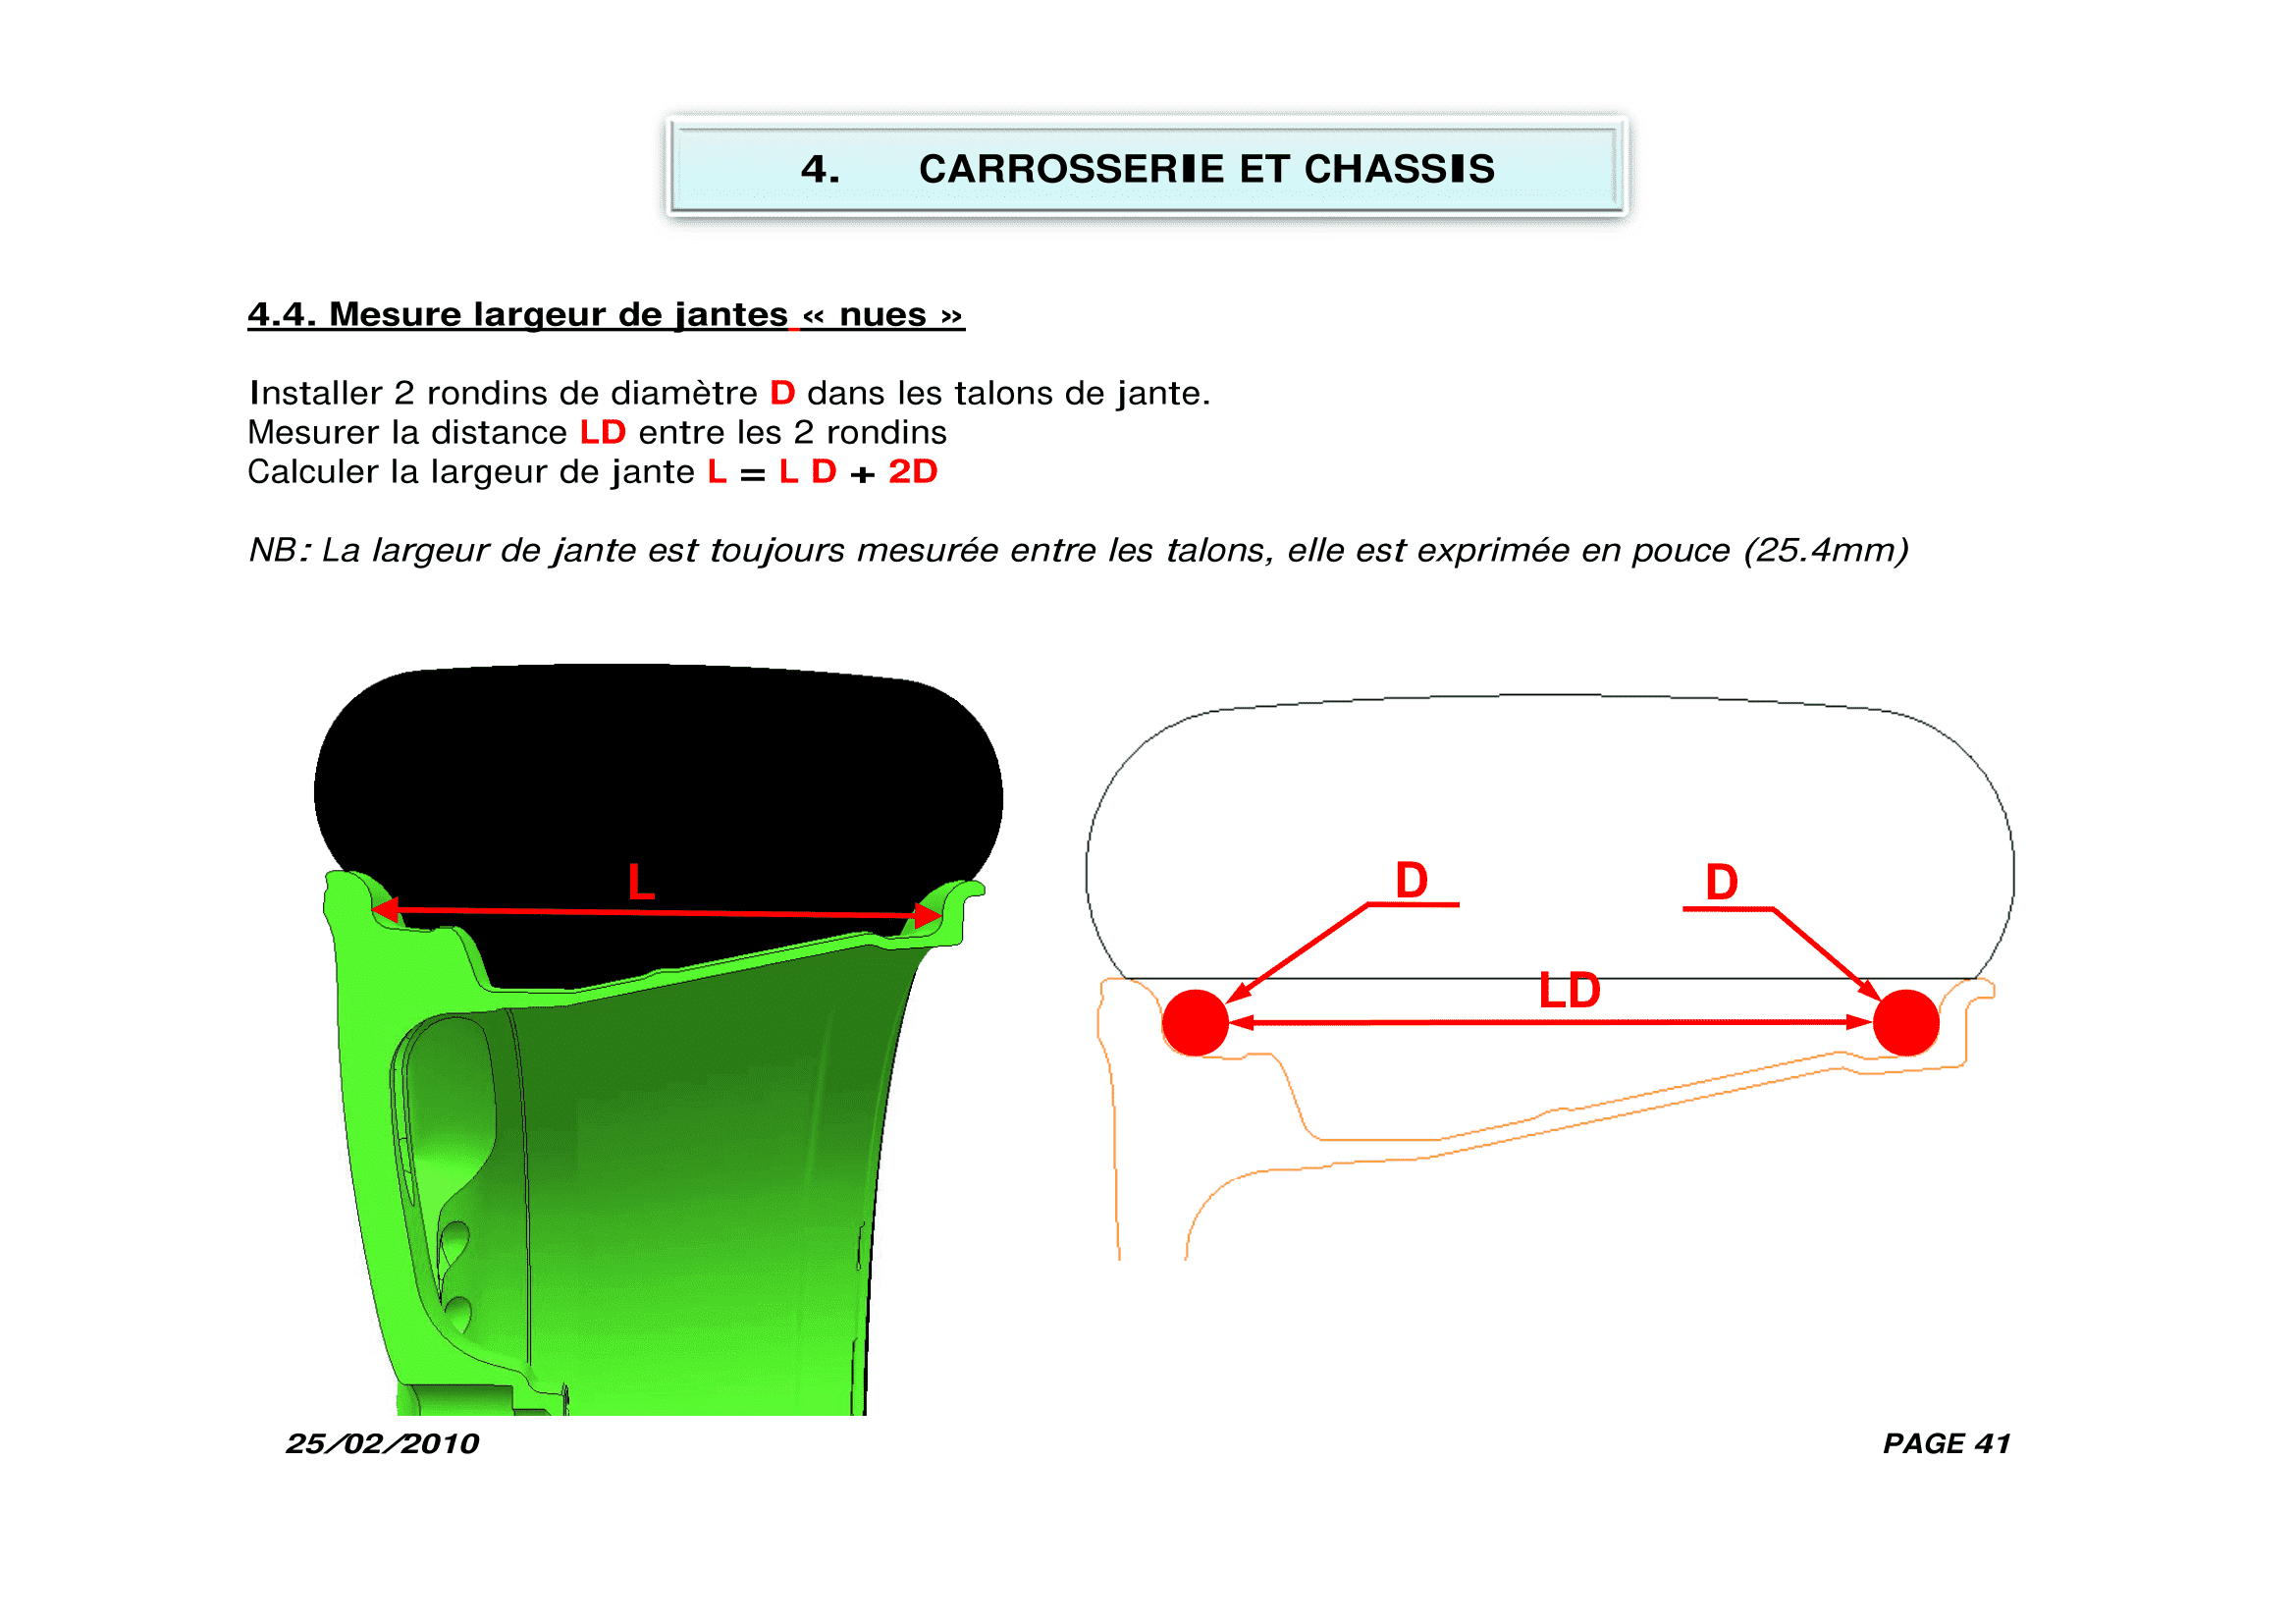 4. CARROSSERIE ET CHASSIS
4.4. Mesure largeur de jantes « nues »
Installer 2 rondins de diamètre D dans les talons de jante.
Mesurer la distance LD entre les 2 rondins
Calculer la largeur de jante L = L D + 2D
NB: La largeur de jante est toujours mesurée entre les talons, elle est exprimée en pouce (25.4mm)
L
D
D
LD
25/02/2010
PAGE 41